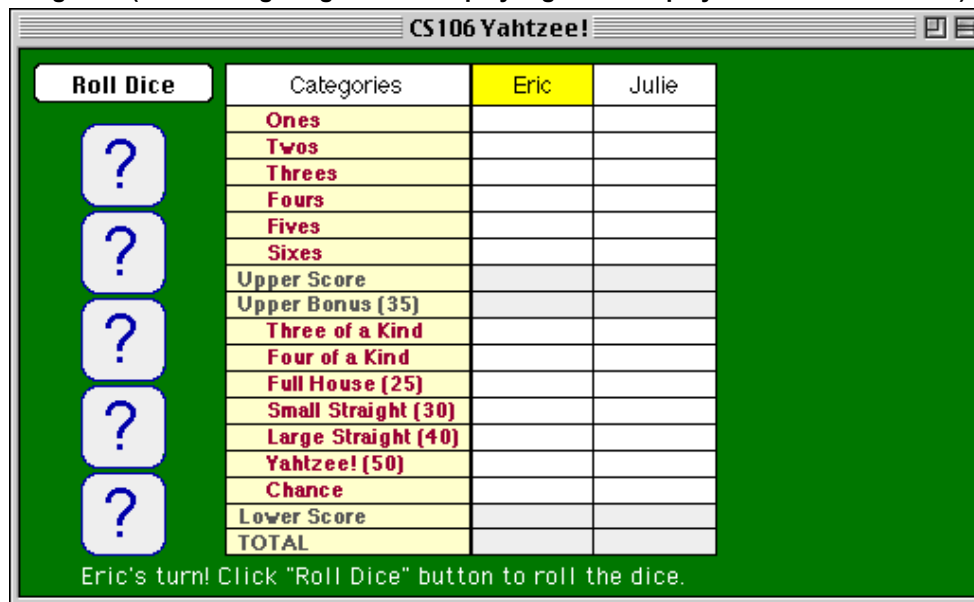 CS106 Yahtzee!
Roll Dice
Categories Eric Julie
Ones
Twos
Threes
Fours
Fives
Sixes
Upper Score
Upper Bonus (35)
Three of a Kind
Four of a Kind
Full House (25)
Small Straight (30)
Large Straight (40)
Yahtzee! (50)
Chance
Lower Score
TOTAL
?
?
?
?
?
Eric's turn! Click "Roll Dice" button to roll the dice.